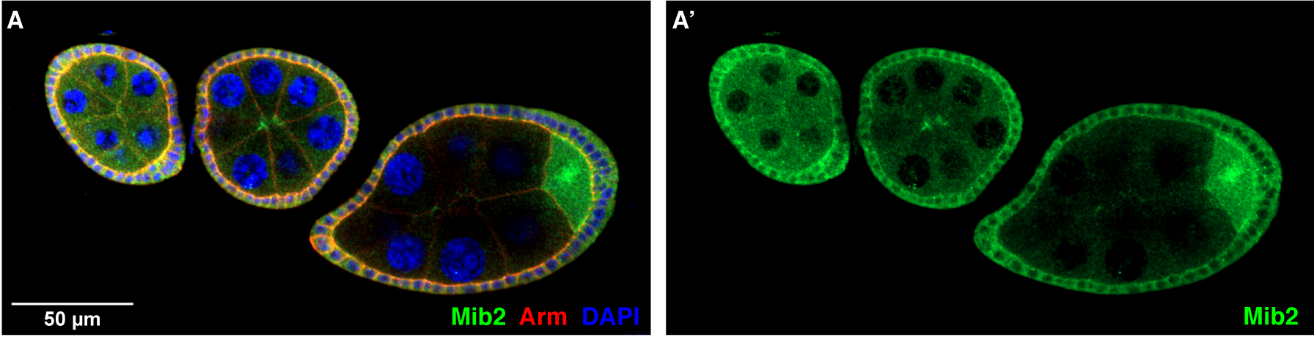 A
50 µm
Mib2 Arm DAPI
A’
Mib2